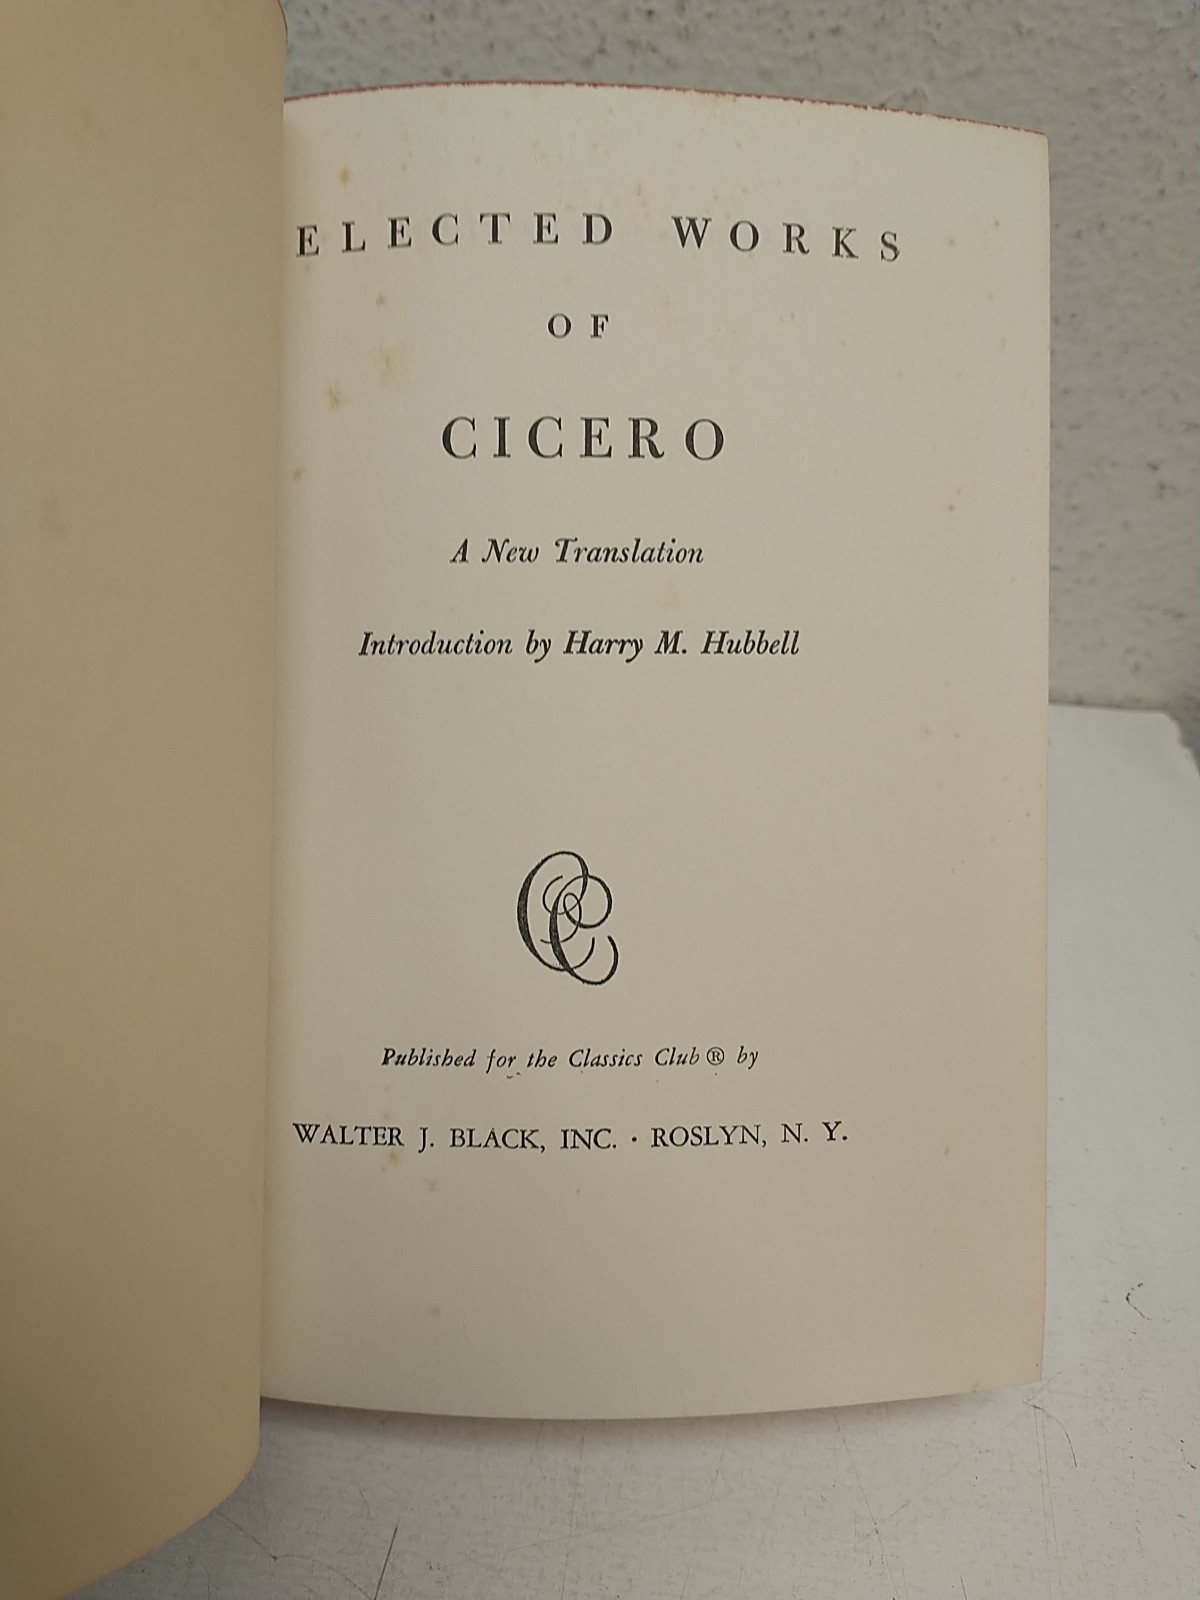 ELECTED WORKS
OF
CICERO
A New Translation
Introduction by Harry M. Hubbell
CC
Published for the Classics Club ® by
WALTER J. BLACK, INC. · ROSLYN, N. Y.